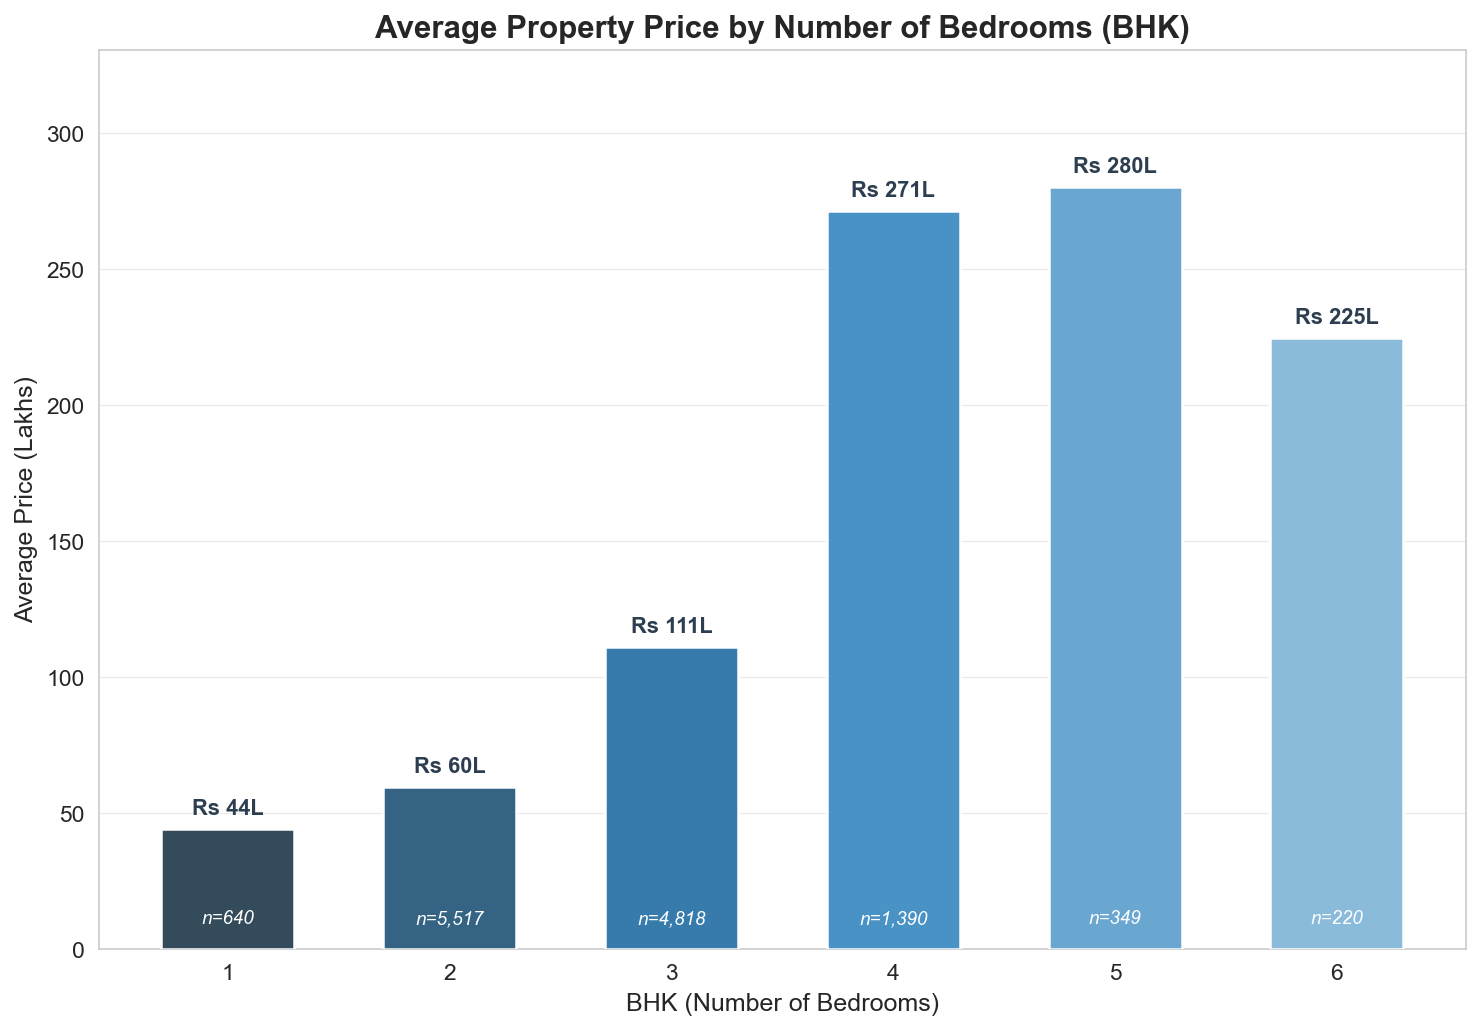 Average Property Price by Number of Bedrooms (BHK)
Average Price (Lakhs)
300
250
200
150
100
50
0
Rs 44L
Rs 60L
Rs 111L
Rs 271L
Rs 280L
Rs 225L
n=640
n=5,517
n=4,818
n=1,390
n=349
n=220
1
2
3
4
5
6
BHK (Number of Bedrooms)